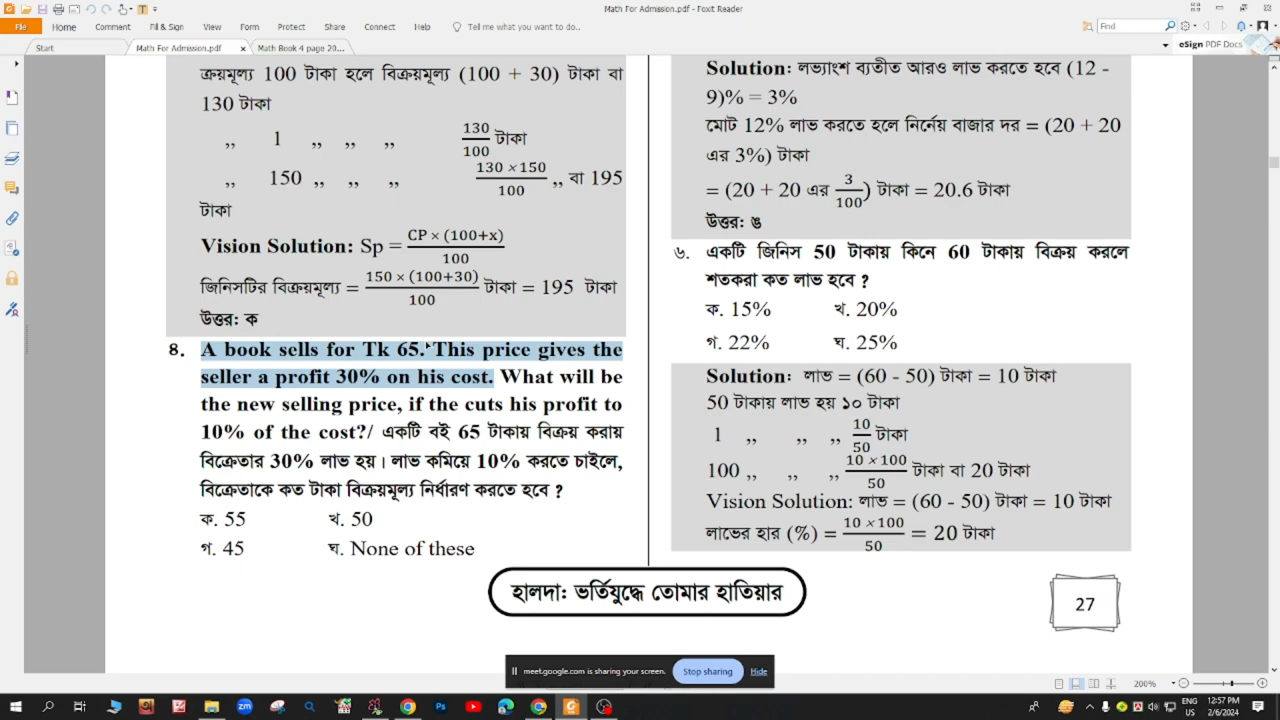 Math For Admission.pdf - Foxit Reader
File Home Comment Fill & Sign View Form Protect Share Connect Help Tell me what you want to do.. Find
Start Math For Admission.pdf Math Book 4 page 20... eSign PDF Docs
ক্রয়মূল্য 100 টাকা হলে বিক্রয়মূল্য (100 + 30) টাকা বা
130 টাকা
,, 1 ,, ,, ,, 130/100 টাকা
,, 150 ,, ,, ,, 130 ×150/100 ,, বা 195
টাকা
Vision Solution: Sp = CP × (100+x)/100
জিনিসটির বিক্রয়মূল্য = 150 × (100+30)/100 টাকা = 195 টাকা
উত্তর: ক
8. A book sells for Tk 65. This price gives the
seller a profit 30% on his cost. What will be
the new selling price, if the cuts his profit to
10% of the cost?/ একটি বই 65 টাকায় বিক্রয় করায়
বিক্রেতার 30% লাভ হয়। লাভ কমিয়ে 10% করতে চাইলে,
বিক্রেতাকে কত টাকা বিক্রয়মূল্য নির্ধারণ করতে হবে ?
ক. 55 খ. 50
গ. 45 ঘ. None of these
Solution: লভ্যাংশ ব্যতীত আরও লাভ করতে হবে (12 -
9)% = 3%
মোট 12% লাভ করতে হলে নির্নেয় বাজার দর = (20 + 20
এর 3%) টাকা
= (20 + 20 এর 3/100) টাকা = 20.6 টাকা
উত্তর: ঙ
৬. একটি জিনিস 50 টাকায় কিনে 60 টাকায় বিক্রয় করলে
শতকরা কত লাভ হবে ?
ক. 15% খ. 20%
গ. 22% ঘ. 25%
Solution: লাভ = (60 - 50) টাকা = 10 টাকা
50 টাকায় লাভ হয় ১০ টাকা
1 ,, ,, ,, 10/50 টাকা
100 ,, ,, ,, 10 ×100/50 টাকা বা 20 টাকা
Vision Solution: লাভ = (60 - 50) টাকা = 10 টাকা
লাভের হার (%) = 10 ×100/50 = 20 টাকা
হালদা: ভর্তিযুদ্ধে তোমার হাতিয়ার
27
meet.google.com is sharing your screen. Stop sharing Hide
200%
ENG 12:57 PM
US 2/6/2024